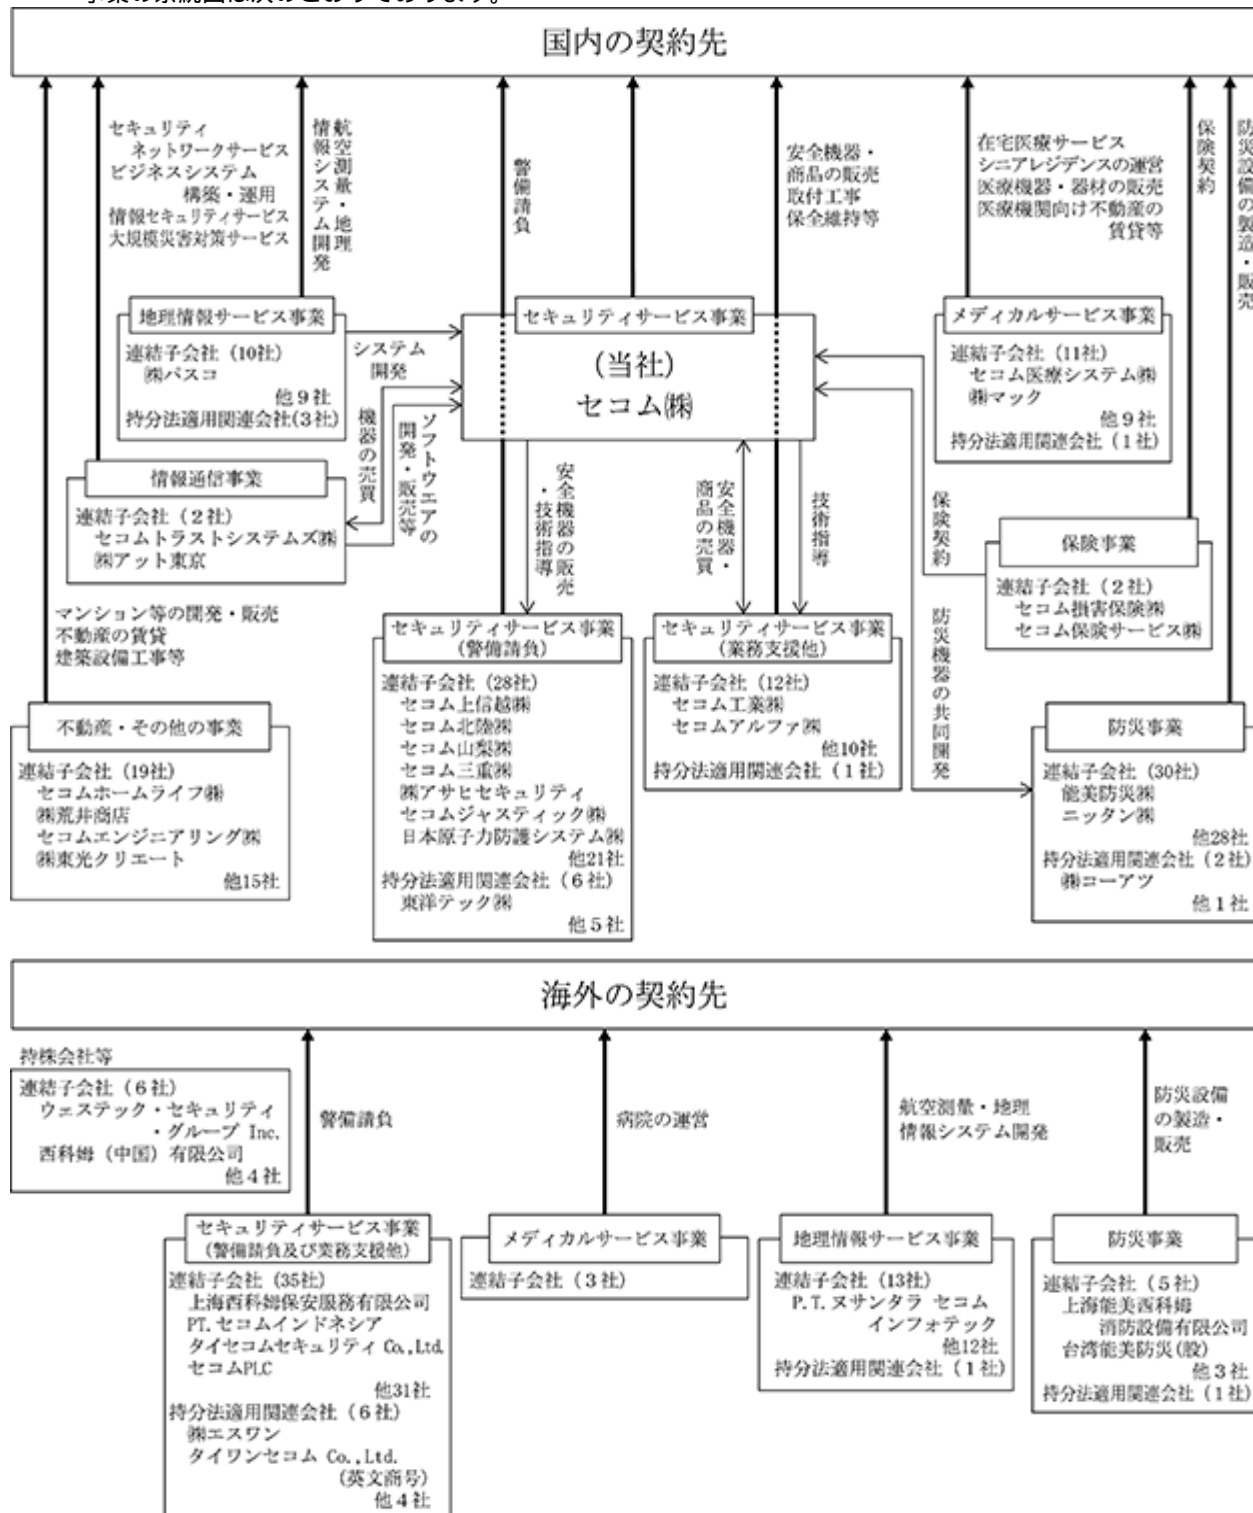 事業の系統図は次のとおりであります。
国内の契約先
セキュリティ
ネットワークサービス
ビジネスシステム
構築・運用
情報セキュリティサービス
大規模災害対策サービス
航空測量・地理
情報システム開発
警備請負
安全機器・
商品の販売
取付工事
保全維持等
在宅医療サービス
シニアレジデンスの運営
医療機器・器材の販売
医療機関向け不動産の
賃貸等
保険契約
防災設備の製造・販売
地理情報サービス事業
連結子会社（10社）
㈱パスコ
他９社
持分法適用関連会社(３社)
システム
開発
セキュリティサービス事業
(当社)
セコム㈱
メディカルサービス事業
連結子会社（11社）
セコム医療システム㈱
㈱マック
他９社
持分法適用関連会社（１社）
情報通信事業
連結子会社（２社）
セコムトラストシステムズ㈱
㈱アット東京
機器の売買
ソフトウエアの
開発・販売等
安全機器の販売
・技術指導
安全機器・
商品の売買
技術指導
保険契約
保険事業
連結子会社（２社）
セコム損害保険㈱
セコム保険サービス㈱
防災機器の共同開発
マンション等の開発・販売
不動産の賃貸
建築設備工事等
不動産・その他の事業
連結子会社（19社）
セコムホームライフ㈱
㈱荒井商店
セコムエンジニアリング㈱
㈱東光クリエート
他15社
セキュリティサービス事業
(警備請負)
連結子会社（28社）
セコム上信越㈱
セコム北陸㈱
セコム山梨㈱
セコム三重㈱
㈱アサヒセキュリティ
セコムジャスティック㈱
日本原子力防護システム㈱
他21社
持分法適用関連会社（６社）
東洋テック㈱
他５社
セキュリティサービス事業
(業務支援他)
連結子会社（12社）
セコム工業㈱
セコムアルファ㈱
他10社
持分法適用関連会社（１社）
防災事業
連結子会社（30社）
能美防災㈱
ニッタン㈱
他28社
持分法適用関連会社（２社）
㈱コーアツ
他１社
海外の契約先
持株会社等
連結子会社（６社）
ウェステック・セキュリティ
・グループ Inc.
西科姆（中国）有限公司
他４社
警備請負
病院の運営
航空測量・地理
情報システム開発
防災設備
の製造・
販売
セキュリティサービス事業
(警備請負及び業務支援他)
連結子会社（35社）
上海西科姆保安服務有限公司
PT.セコムインドネシア
タイセコムセキュリティ Co.,Ltd.
セコムPLC
他31社
持分法適用関連会社（６社）
㈱エスワン
タイワンセコム Co.,Ltd.
(英文商号)
他４社
メディカルサービス事業
連結子会社（３社）
地理情報サービス事業
連結子会社（13社）
P.T.ヌサンタラ セコム
インフォテック
他12社
持分法適用関連会社（１社）
防災事業
連結子会社（５社）
上海能美西科姆
消防設備有限公司
台湾能美防災(股)
他３社
持分法適用関連会社（１社）